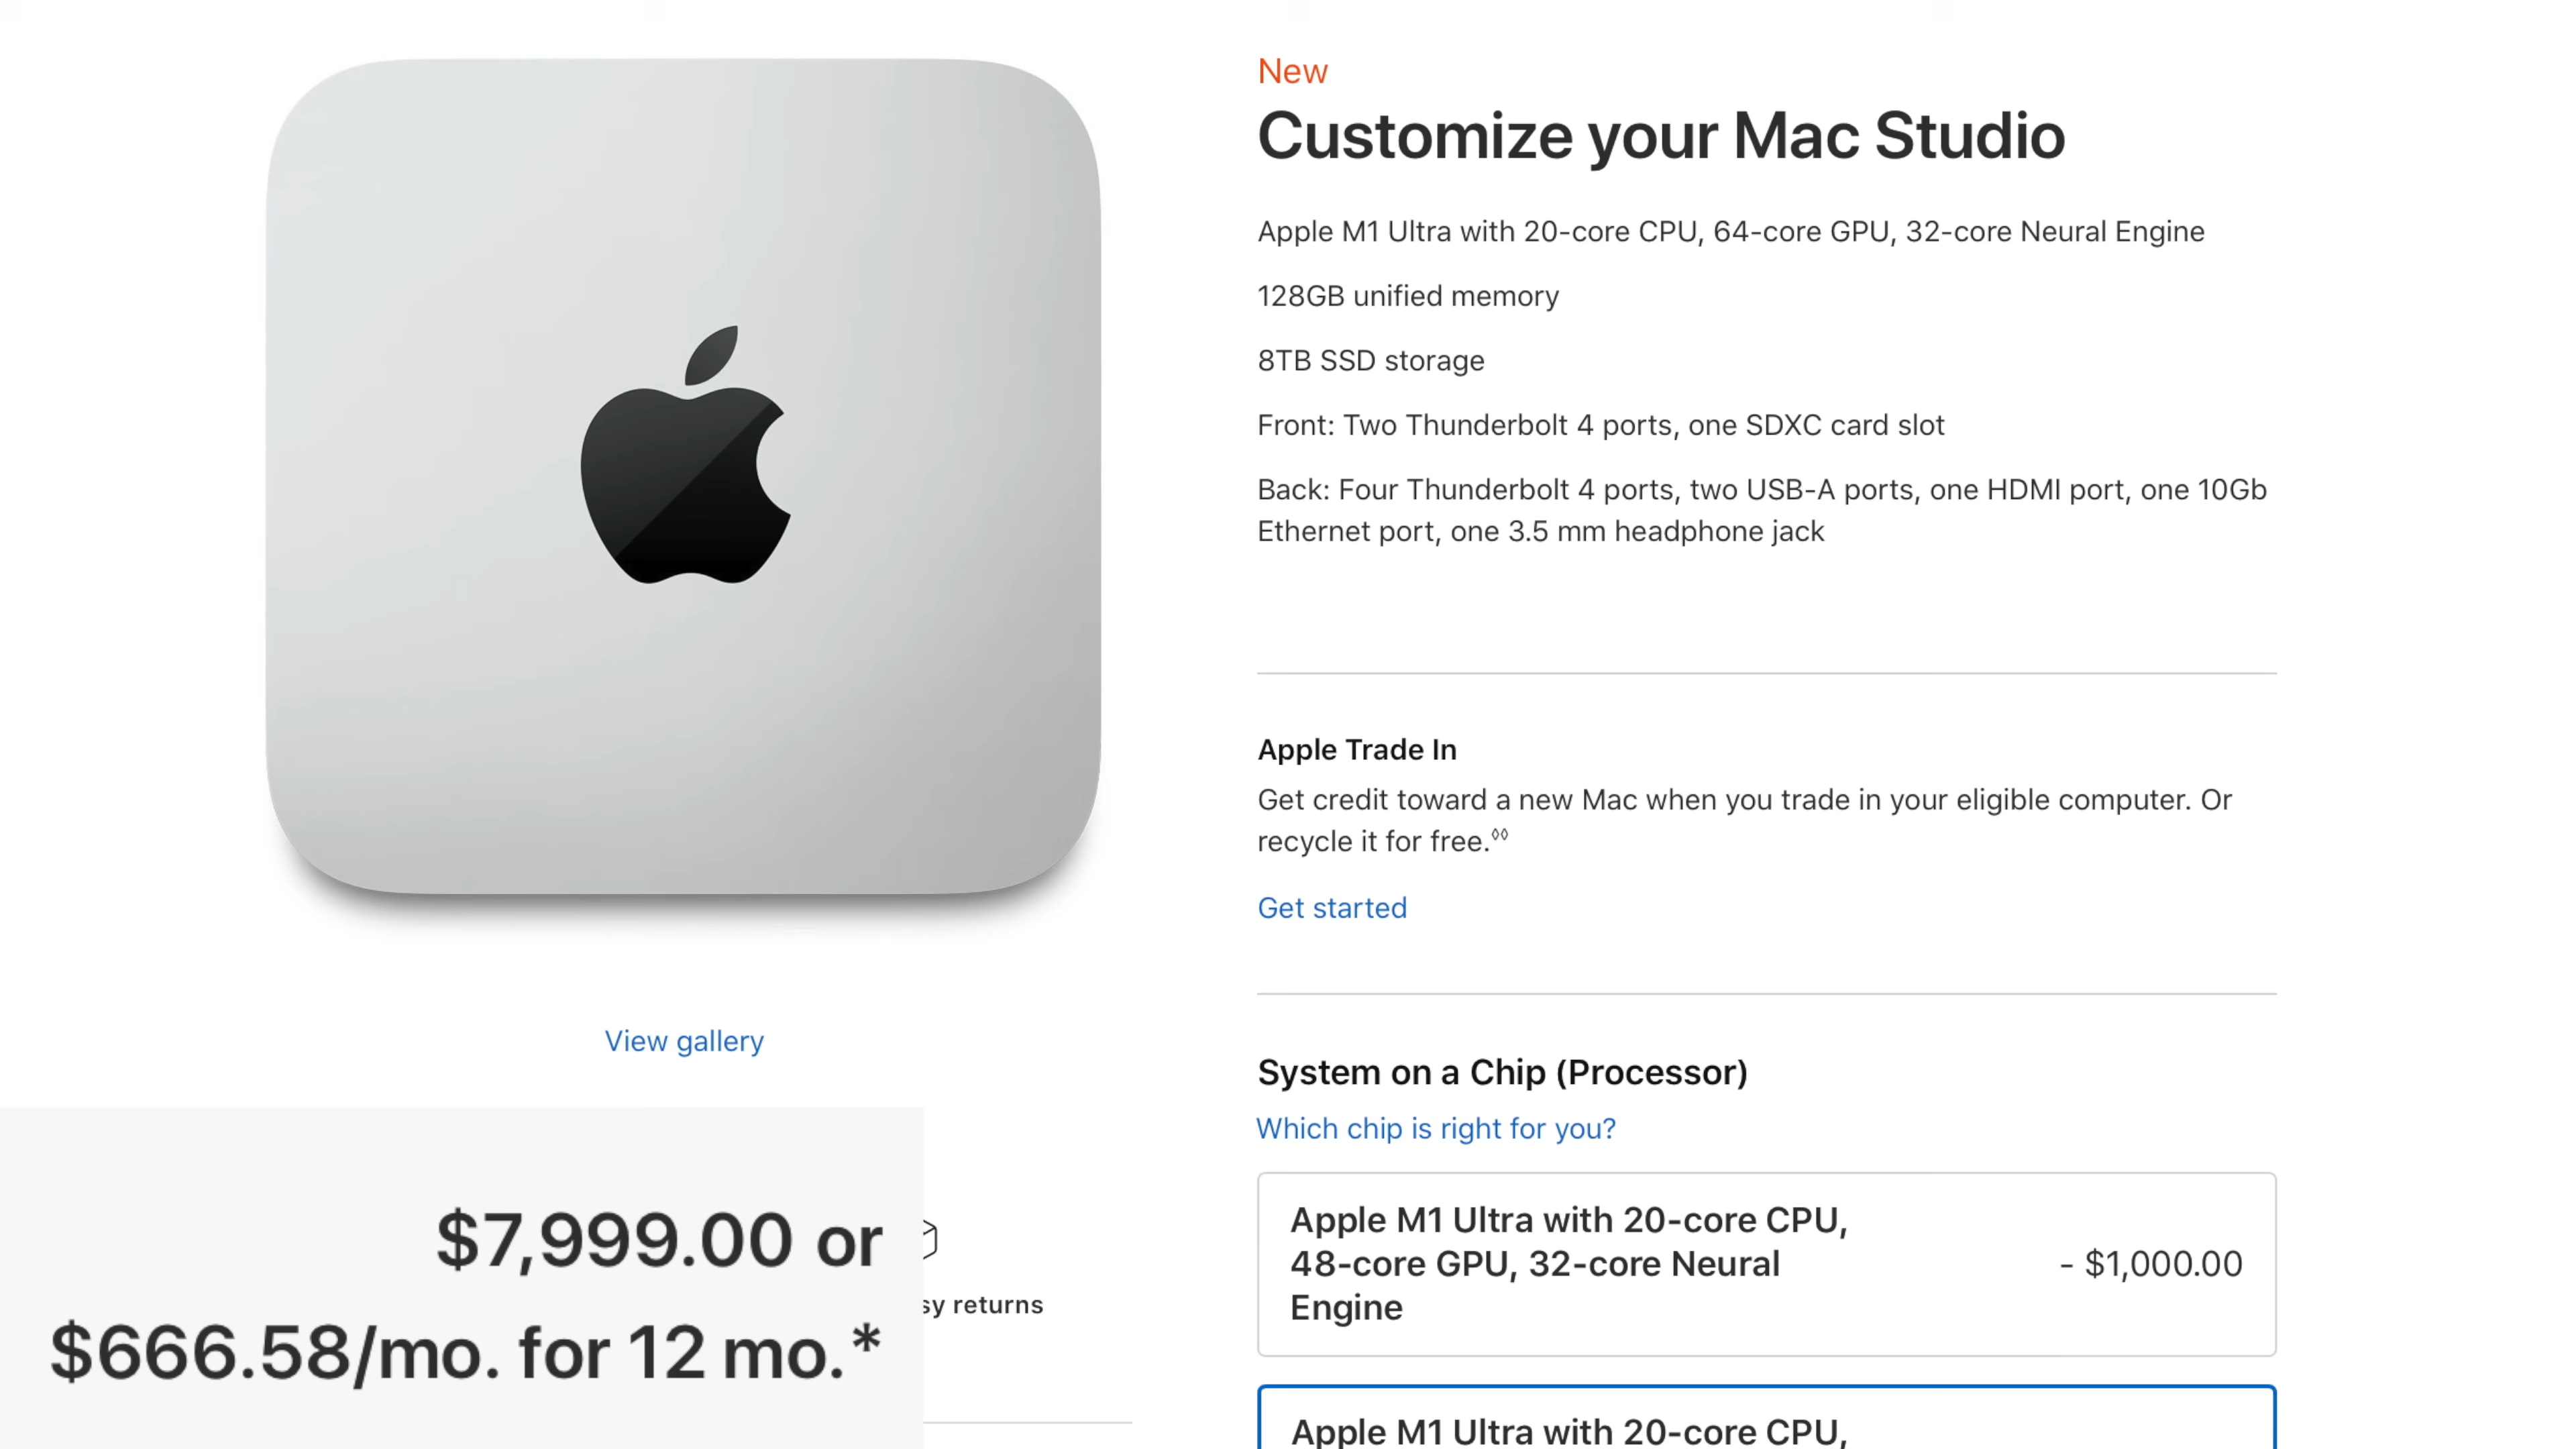 New
Customize your Mac Studio
Apple M1 Ultra with 20-core CPU, 64-core GPU, 32-core Neural Engine
128GB unified memory
8TB SSD storage
Front: Two Thunderbolt 4 ports, one SDXC card slot
Back: Four Thunderbolt 4 ports, two USB-A ports, one HDMI port, one 10Gb
Ethernet port, one 3.5 mm headphone jack
Apple Trade In
Get credit toward a new Mac when you trade in your eligible computer. Or
recycle it for free.◊◊
Get started
View gallery
System on a Chip (Processor)
Which chip is right for you?
Apple M1 Ultra with 20-core CPU,
48-core GPU, 32-core Neural
Engine
- $1,000.00
Apple M1 Ultra with 20-core CPU,
$7,999.00 or
$666.58/mo. for 12 mo.*
returns